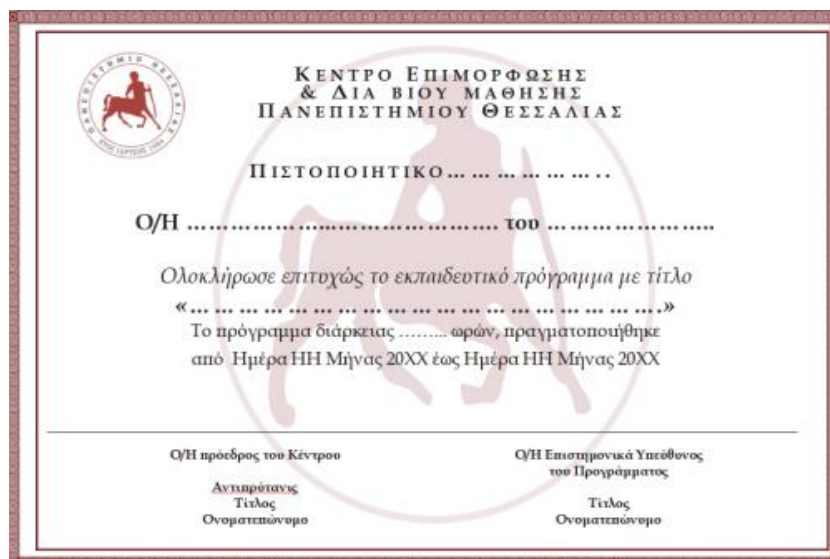 ΠΑΝΕΠΙΣΤΗΜΙΟ ΘΕΣΣΑΛΙΑΣ
ΚΕΝΤΡΟ ΕΠΙΜΟΡΦΩΣΗΣ
& ΔΙΑ ΒΙΟΥ ΜΑΘΗΣΗΣ
ΠΑΝΕΠΙΣΤΗΜΙΟΥ ΘΕΣΣΑΛΙΑΣ
ΠΙΣΤΟΠΟΙΗΤΙΚΟ… … … … … … . .
Ο/Η ……………………………………. του …………………..
Ολοκλήρωσε επιτυχώς το εκπαιδευτικό πρόγραμμα με τίτλο
«… … … … … … … … … … … … … … … … … … ….»
Το πρόγραμμα διάρκειας ……... ωρών, πραγματοποιήθηκε
από Ημέρα ΗΗ Μήνας 20ΧΧ έως Ημέρα ΗΗ Μήνας 20ΧΧ
Ο/Η πρόεδρος του Κέντρου
Αντιπρύτανις
Τίτλος
Ονοματεπώνυμο
Ο/Η Επιστημονικά Υπεύθυνος
του Προγράμματος
Τίτλος
Ονοματεπώνυμο